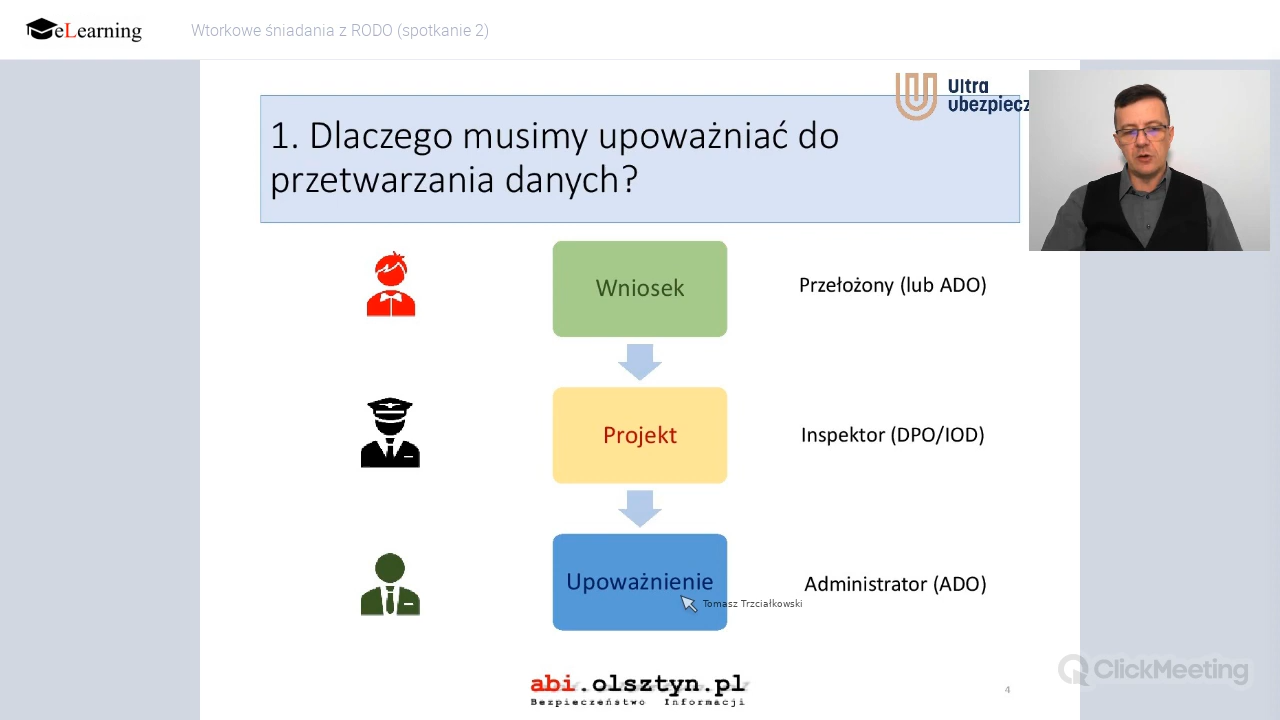 eLearning
Wtorkowe śniadania z RODO (spotkanie 2)
Ultra
ubezpiecz
1. Dlaczego musimy upoważniać do
przetwarzania danych?
Wniosek
Przełożony (lub ADO)
Projekt
Inspektor (DPO/IOD)
Upoważnienie
Administrator (ADO)
Tomasz Trzciałkowski
abi.olsztyn.pl
Bezpieczeństwo Informacji
4
ClickMeeting